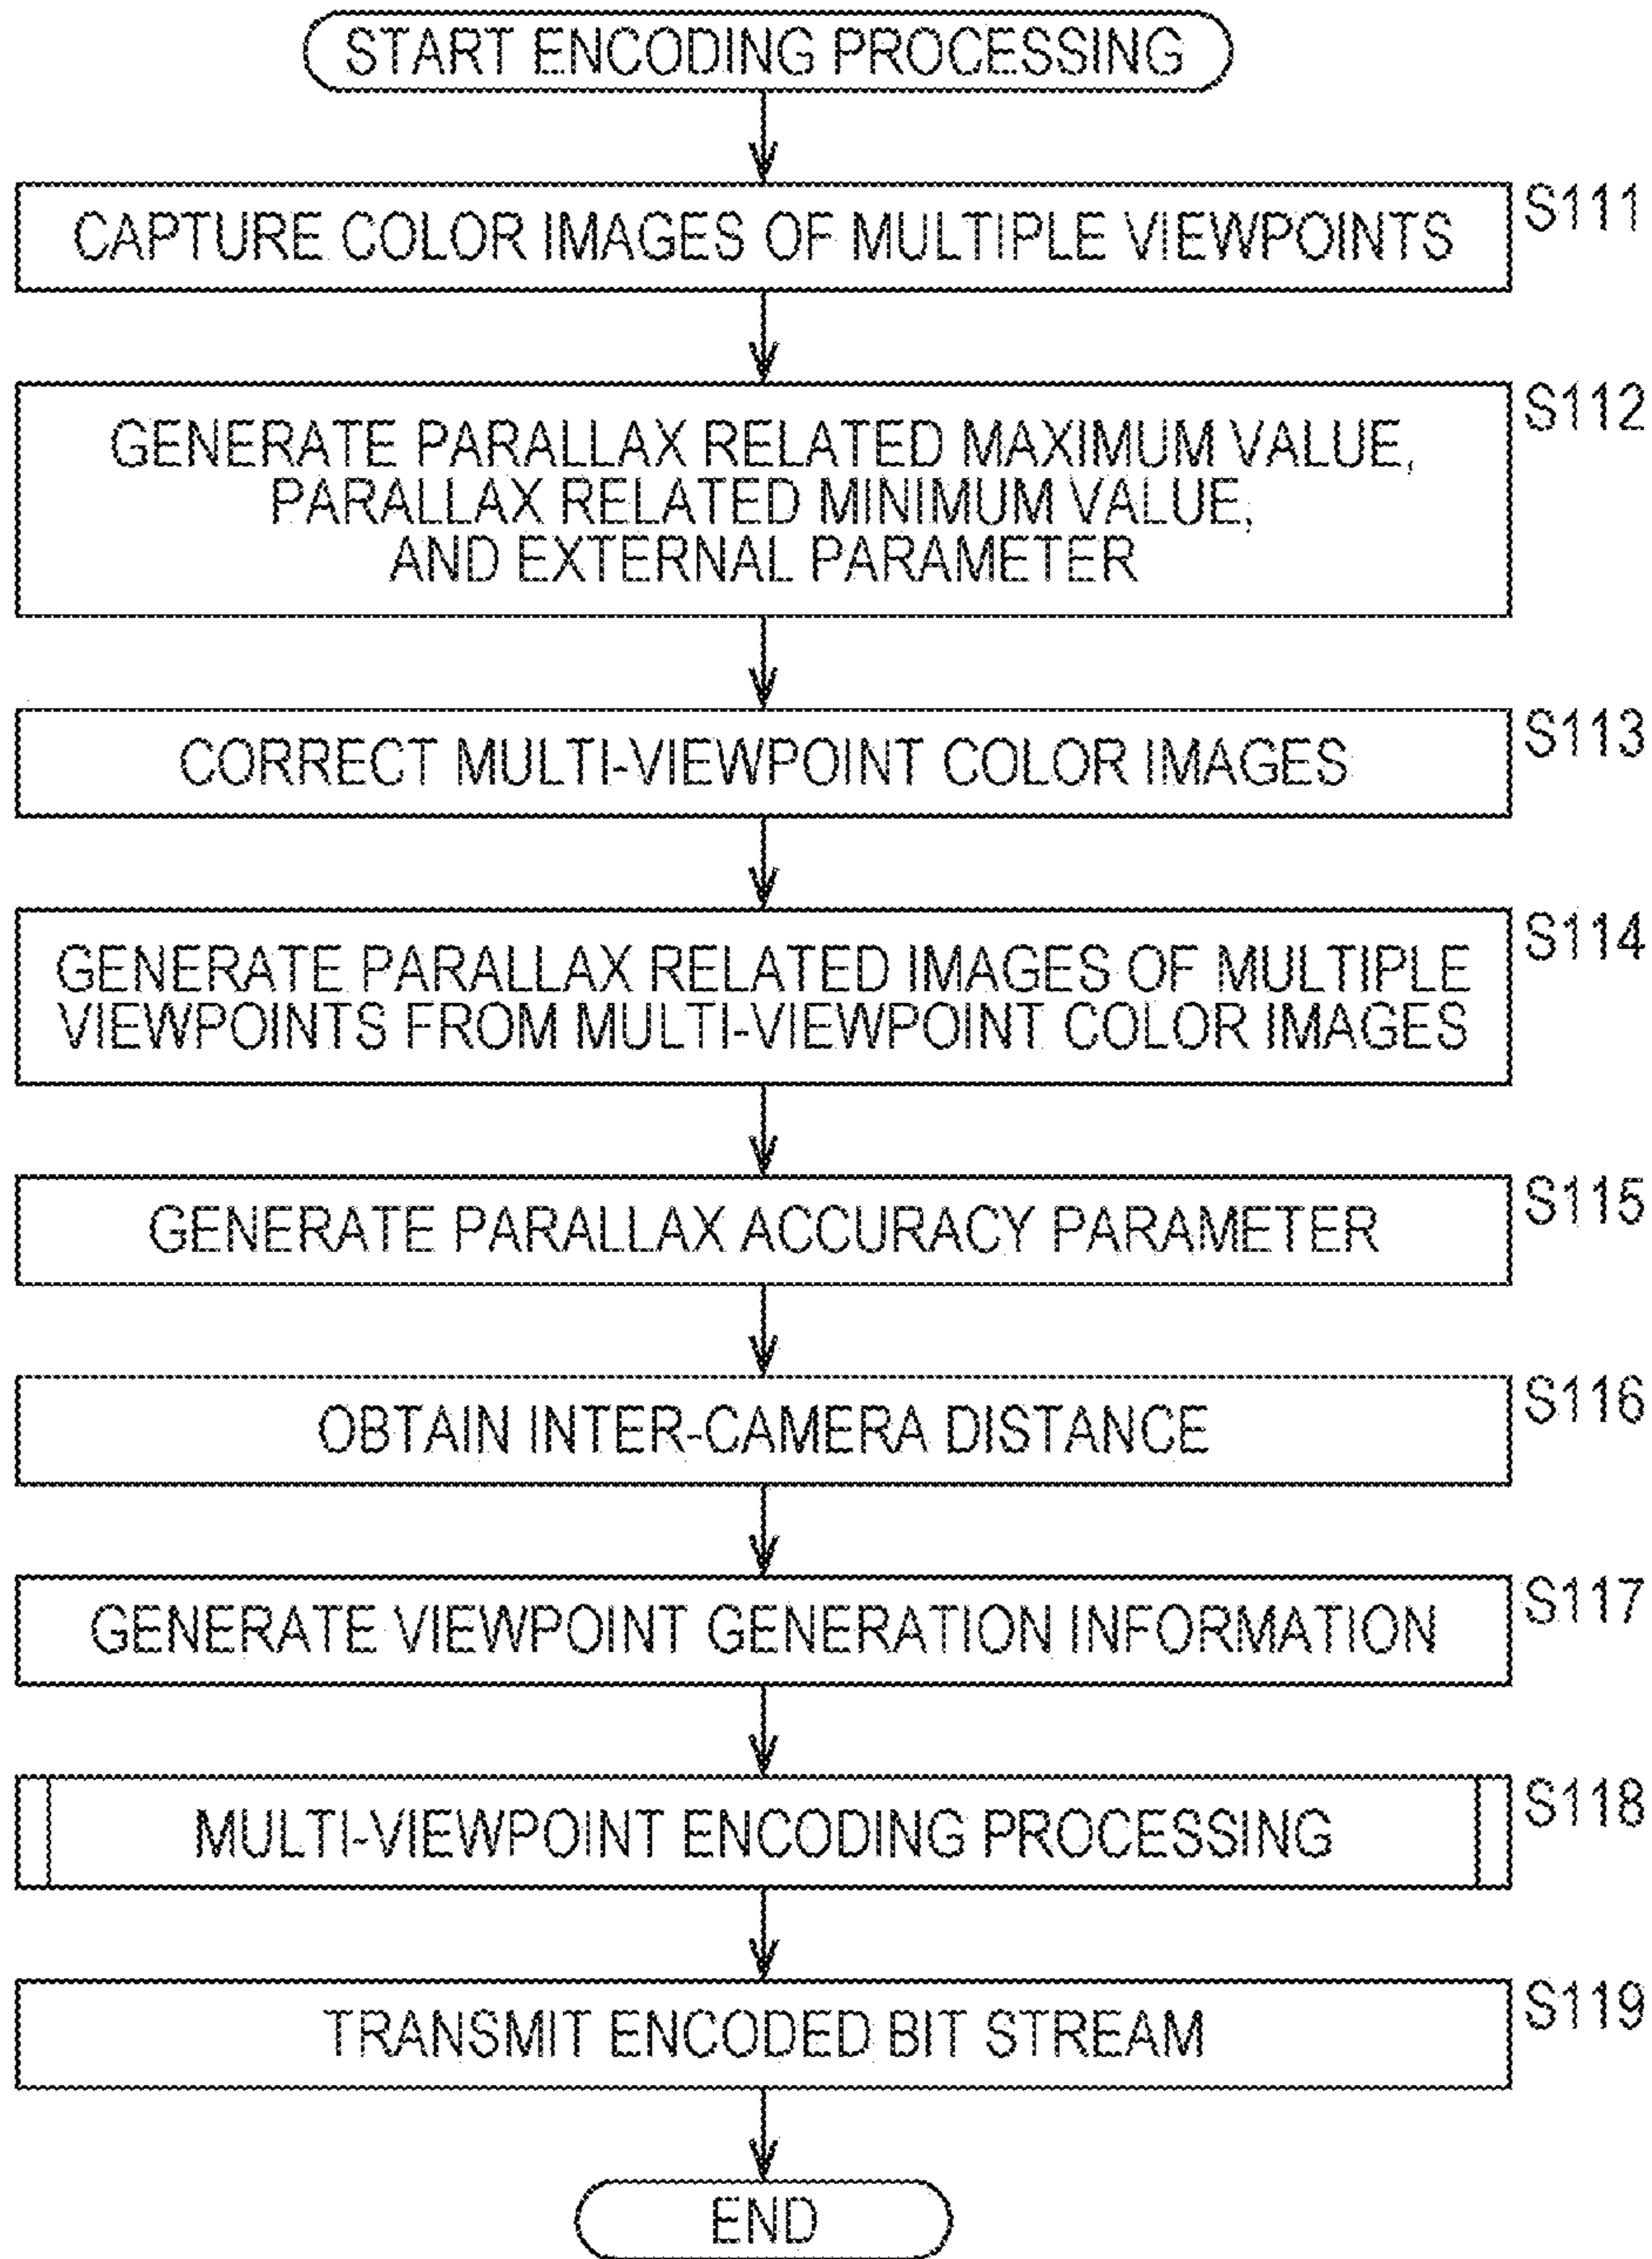 START ENCODING PROCESSING
S111
CAPTURE COLOR IMAGES OF MULTIPLE VIEWPOINTS
S112
GENERATE PARALLAX RELATED MAXIMUM VALUE,
PARALLAX RELATED MINIMUM VALUE,
AND EXTERNAL PARAMETER
S113
CORRECT MULTI-VIEWPOINT COLOR IMAGES
S114
GENERATE PARALLAX RELATED IMAGES OF MULTIPLE
VIEWPOINTS FROM MULTI-VIEWPOINT COLOR IMAGES
S115
GENERATE PARALLAX ACCURACY PARAMETER
S116
OBTAIN INTER-CAMERA DISTANCE
S117
GENERATE VIEWPOINT GENERATION INFORMATION
S118
MULTI-VIEWPOINT ENCODING PROCESSING
S119
TRANSMIT ENCODED BIT STREAM
END